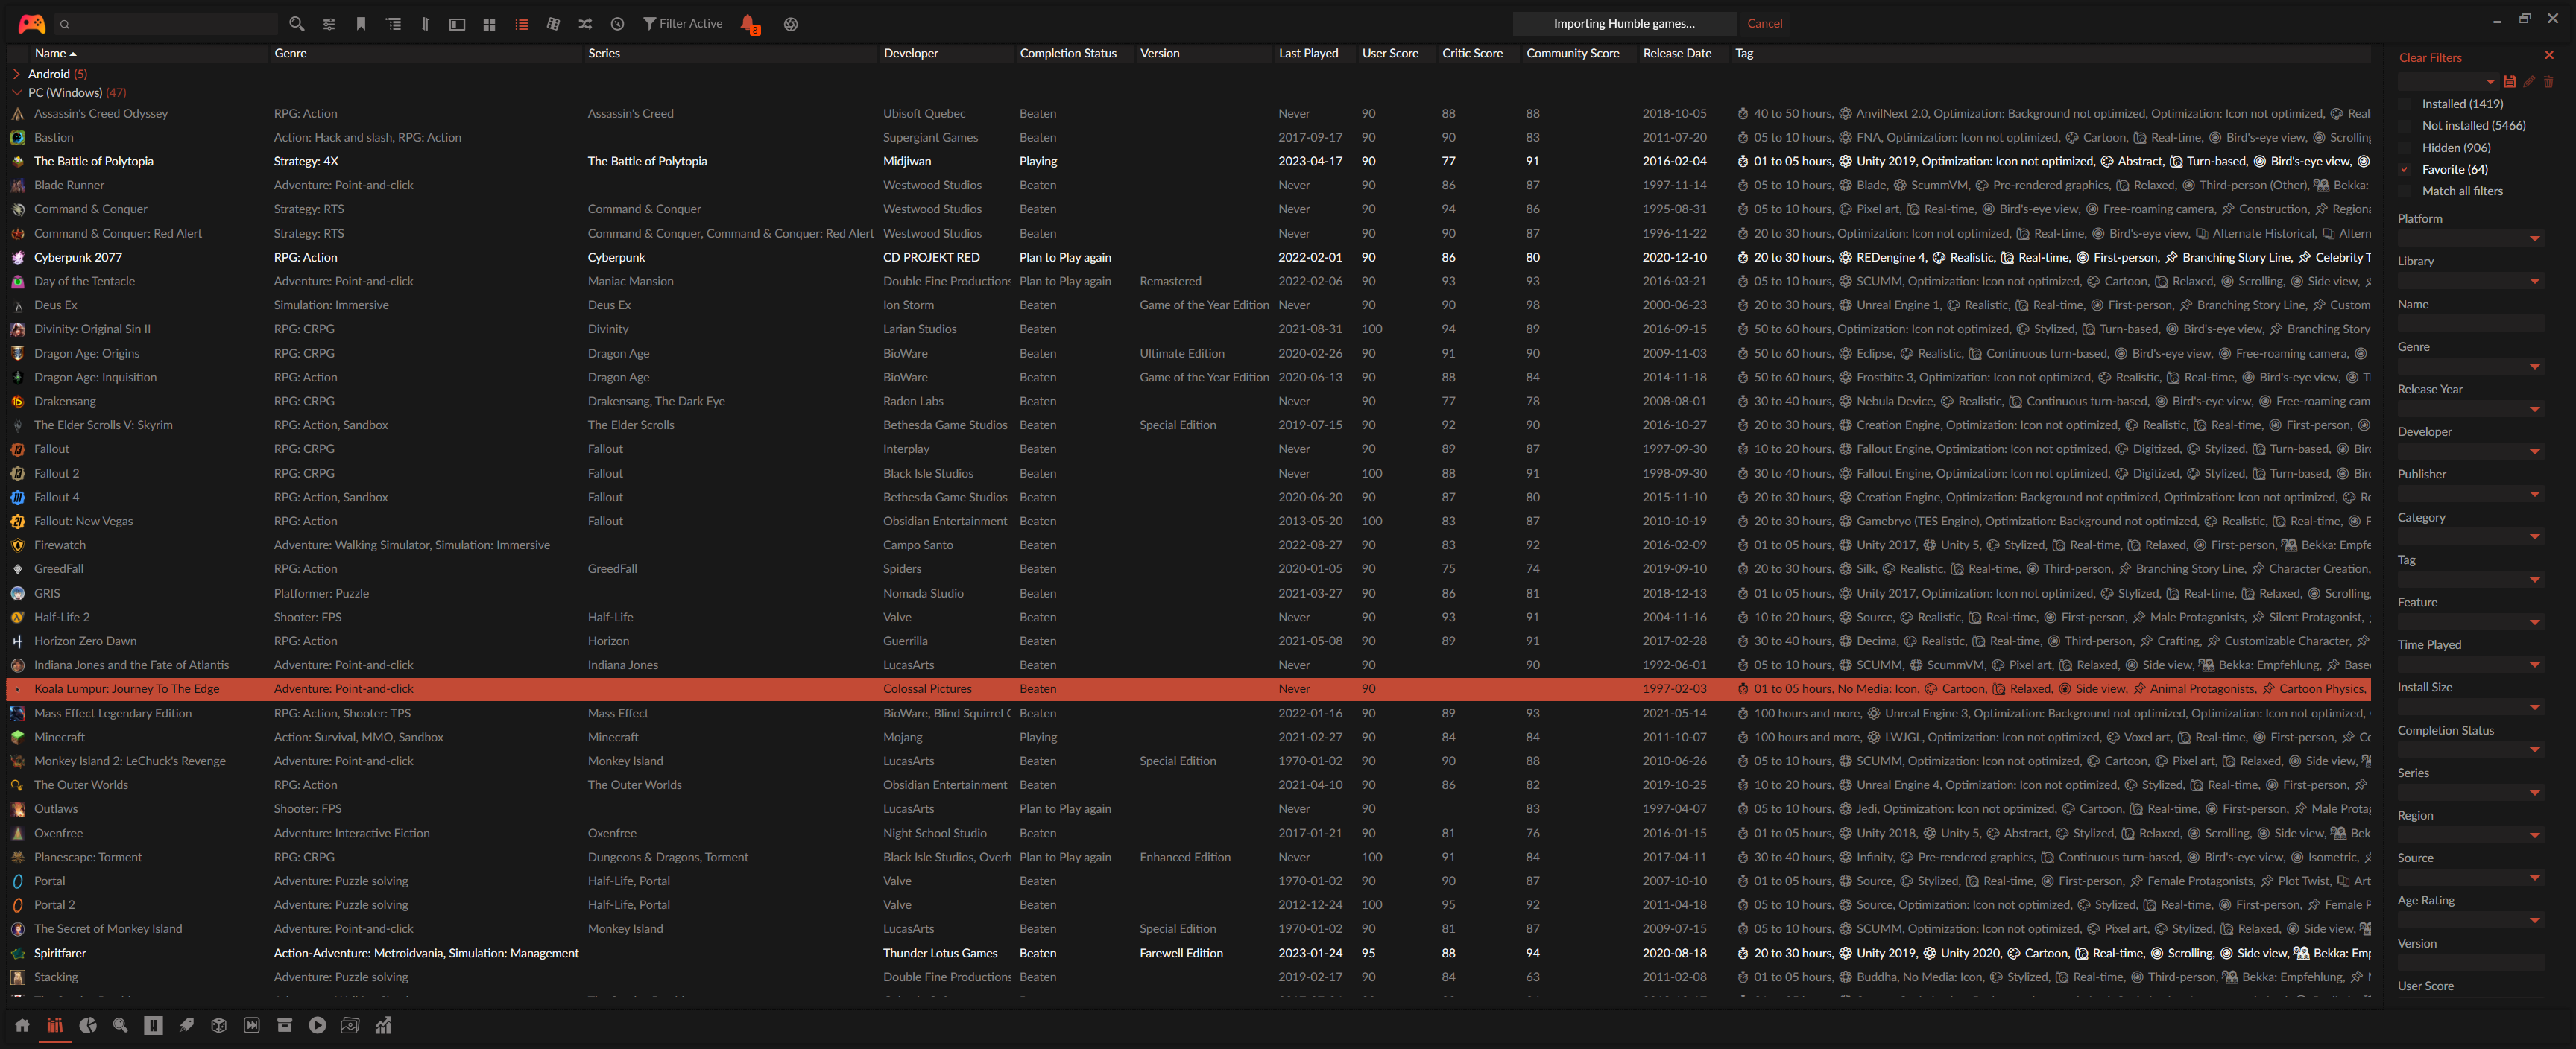 Filter Active 8 Importing Humble games... Cancel
Name Genre Series Developer Completion Status Version Last Played User Score Critic Score Community Score Release Date Tag
Android (5)
PC (Windows) (47)
Assassin's Creed Odyssey RPG: Action Assassin's Creed Ubisoft Quebec Beaten Never 90 88 88 2018-10-05 40 to 50 hours, AnvilNext 2.0, Optimization: Background not optimized, Optimization: Icon not optimized, Real
Bastion Action: Hack and slash, RPG: Action Supergiant Games Beaten 2017-09-17 90 90 83 2011-07-20 05 to 10 hours, FNA, Optimization: Icon not optimized, Cartoon, Real-time, Bird's-eye view, Scrolling
The Battle of Polytopia Strategy: 4X The Battle of Polytopia Midjiwan Playing 2023-04-17 90 77 91 2016-02-04 01 to 05 hours, Unity 2019, Optimization: Icon not optimized, Abstract, Turn-based, Bird's-eye view,
Blade Runner Adventure: Point-and-click Westwood Studios Beaten Never 90 86 87 1997-11-14 05 to 10 hours, Blade, ScummVM, Pre-rendered graphics, Relaxed, Third-person (Other), Bekka:
Command & Conquer Strategy: RTS Command & Conquer Westwood Studios Beaten Never 90 94 86 1995-08-31 05 to 10 hours, Pixel art, Real-time, Bird's-eye view, Free-roaming camera, Construction, Regiona
Command & Conquer: Red Alert Strategy: RTS Command & Conquer, Command & Conquer: Red Alert Westwood Studios Beaten Never 90 90 87 1996-11-22 20 to 30 hours, Optimization: Icon not optimized, Real-time, Bird's-eye view, Alternate Historical, Altern
Cyberpunk 2077 RPG: Action Cyberpunk CD PROJEKT RED Plan to Play again 2022-02-01 90 86 80 2020-12-10 20 to 30 hours, REDengine 4, Realistic, Real-time, First-person, Branching Story Line, Celebrity T
Day of the Tentacle Adventure: Point-and-click Maniac Mansion Double Fine Productions Plan to Play again Remastered 2022-02-06 90 93 93 2016-03-21 05 to 10 hours, SCUMM, Optimization: Icon not optimized, Cartoon, Relaxed, Scrolling, Side view,
Deus Ex Simulation: Immersive Deus Ex Ion Storm Beaten Game of the Year Edition Never 90 90 98 2000-06-23 20 to 30 hours, Unreal Engine 1, Realistic, Real-time, First-person, Branching Story Line, Custom
Divinity: Original Sin II RPG: CRPG Divinity Larian Studios Beaten 2021-08-31 100 94 89 2016-09-15 50 to 60 hours, Optimization: Icon not optimized, Stylized, Turn-based, Bird's-eye view, Branching Story
Dragon Age: Origins RPG: CRPG Dragon Age BioWare Beaten Ultimate Edition 2020-02-26 90 91 90 2009-11-03 50 to 60 hours, Eclipse, Realistic, Continuous turn-based, Bird's-eye view, Free-roaming camera,
Dragon Age: Inquisition RPG: Action Dragon Age BioWare Beaten Game of the Year Edition 2020-06-13 90 88 84 2014-11-18 50 to 60 hours, Frostbite 3, Optimization: Icon not optimized, Realistic, Real-time, Bird's-eye view, T
Drakensang RPG: CRPG Drakensang, The Dark Eye Radon Labs Beaten Never 90 77 78 2008-08-01 30 to 40 hours, Nebula Device, Realistic, Continuous turn-based, Bird's-eye view, Free-roaming cam
The Elder Scrolls V: Skyrim RPG: Action, Sandbox The Elder Scrolls Bethesda Game Studios Beaten Special Edition 2019-07-15 90 92 90 2016-10-27 20 to 30 hours, Creation Engine, Optimization: Icon not optimized, Realistic, Real-time, First-person,
Fallout RPG: CRPG Fallout Interplay Beaten Never 90 89 87 1997-09-30 10 to 20 hours, Fallout Engine, Optimization: Icon not optimized, Digitized, Stylized, Turn-based, Bird
Fallout 2 RPG: CRPG Fallout Black Isle Studios Beaten Never 100 88 91 1998-09-30 30 to 40 hours, Fallout Engine, Optimization: Icon not optimized, Digitized, Stylized, Turn-based, Bird
Fallout 4 RPG: Action, Sandbox Fallout Bethesda Game Studios Beaten 2020-06-20 90 87 80 2015-11-10 20 to 30 hours, Creation Engine, Optimization: Background not optimized, Optimization: Icon not optimized, Re
Fallout: New Vegas RPG: Action Fallout Obsidian Entertainment Beaten 2013-05-20 100 83 87 2010-10-19 20 to 30 hours, Gamebryo (TES Engine), Optimization: Background not optimized, Realistic, Real-time, F
Firewatch Adventure: Walking Simulator, Simulation: Immersive Campo Santo Beaten 2022-08-27 90 83 92 2016-02-09 01 to 05 hours, Unity 2017, Unity 5, Stylized, Real-time, Relaxed, First-person, Bekka: Empfe
GreedFall RPG: Action GreedFall Spiders Beaten 2020-01-05 90 75 74 2019-09-10 20 to 30 hours, Silk, Realistic, Real-time, Third-person, Branching Story Line, Character Creation,
GRIS Platformer: Puzzle Nomada Studio Beaten 2021-03-27 90 86 81 2018-12-13 01 to 05 hours, Unity 2017, Optimization: Icon not optimized, Stylized, Real-time, Relaxed, Scrolling,
Half-Life 2 Shooter: FPS Half-Life Valve Beaten Never 90 93 91 2004-11-16 10 to 20 hours, Source, Realistic, Real-time, First-person, Male Protagonists, Silent Protagonist,
Horizon Zero Dawn RPG: Action Horizon Guerrilla Beaten 2021-05-08 90 89 91 2017-02-28 30 to 40 hours, Decima, Realistic, Real-time, Third-person, Crafting, Customizable Character,
Indiana Jones and the Fate of Atlantis Adventure: Point-and-click Indiana Jones LucasArts Beaten Never 90 90 1992-06-01 05 to 10 hours, SCUMM, ScummVM, Pixel art, Relaxed, Side view, Bekka: Empfehlung, Base
Koala Lumpur: Journey To The Edge Adventure: Point-and-click Colossal Pictures Beaten Never 90 1997-02-03 01 to 05 hours, No Media: Icon, Cartoon, Relaxed, Side view, Animal Protagonists, Cartoon Physics,
Mass Effect Legendary Edition RPG: Action, Shooter: TPS Mass Effect BioWare, Blind Squirrel G Beaten 2022-01-16 90 89 93 2021-05-14 100 hours and more, Unreal Engine 3, Optimization: Background not optimized, Optimization: Icon not optimized,
Minecraft Action: Survival, MMO, Sandbox Minecraft Mojang Playing 2021-02-27 90 84 84 2011-10-07 100 hours and more, LWJGL, Optimization: Icon not optimized, Voxel art, Real-time, First-person, Co
Monkey Island 2: LeChuck's Revenge Adventure: Point-and-click Monkey Island LucasArts Beaten Special Edition 1970-01-02 90 90 88 2010-06-26 05 to 10 hours, SCUMM, Optimization: Icon not optimized, Cartoon, Pixel art, Relaxed, Side view,
The Outer Worlds RPG: Action The Outer Worlds Obsidian Entertainment Beaten 2021-04-10 90 86 82 2019-10-25 10 to 20 hours, Unreal Engine 4, Optimization: Icon not optimized, Stylized, Real-time, First-person,
Outlaws Shooter: FPS LucasArts Plan to Play again Never 90 83 1997-04-07 05 to 10 hours, Jedi, Optimization: Icon not optimized, Cartoon, Real-time, First-person, Male Protag
Oxenfree Adventure: Interactive Fiction Oxenfree Night School Studio Beaten 2017-01-21 90 81 76 2016-01-15 01 to 05 hours, Unity 2018, Unity 5, Abstract, Stylized, Relaxed, Scrolling, Side view, Bek
Planescape: Torment RPG: CRPG Dungeons & Dragons, Torment Black Isle Studios, Overh Plan to Play again Enhanced Edition Never 100 91 84 2017-04-11 30 to 40 hours, Infinity, Pre-rendered graphics, Continuous turn-based, Bird's-eye view, Isometric,
Portal Adventure: Puzzle solving Half-Life, Portal Valve Beaten 1970-01-02 90 90 87 2007-10-10 01 to 05 hours, Source, Stylized, Real-time, First-person, Female Protagonists, Plot Twist, Art
Portal 2 Adventure: Puzzle solving Half-Life, Portal Valve Beaten 2012-12-24 100 95 92 2011-04-18 05 to 10 hours, Source, Optimization: Icon not optimized, Stylized, Real-time, First-person, Female P
The Secret of Monkey Island Adventure: Point-and-click Monkey Island LucasArts Beaten Special Edition 1970-01-02 90 81 87 2009-07-15 05 to 10 hours, SCUMM, Optimization: Icon not optimized, Pixel art, Stylized, Relaxed, Side view,
Spiritfarer Action-Adventure: Metroidvania, Simulation: Management Thunder Lotus Games Beaten Farewell Edition 2023-01-24 95 88 94 2020-08-18 20 to 30 hours, Unity 2019, Unity 2020, Cartoon, Real-time, Scrolling, Side view, Bekka: Emp
Stacking Adventure: Puzzle solving Double Fine Productions Beaten 2019-02-17 90 84 63 2011-02-08 01 to 05 hours, Buddha, No Media: Icon, Stylized, Real-time, Third-person, Bekka: Empfehlung,
Clear Filters
Installed (1419)
Not installed (5466)
Hidden (906)
Favorite (64)
Match all filters
Platform
Library
Name
Genre
Release Year
Developer
Publisher
Category
Tag
Feature
Time Played
Install Size
Completion Status
Series
Region
Source
Age Rating
Version
User Score